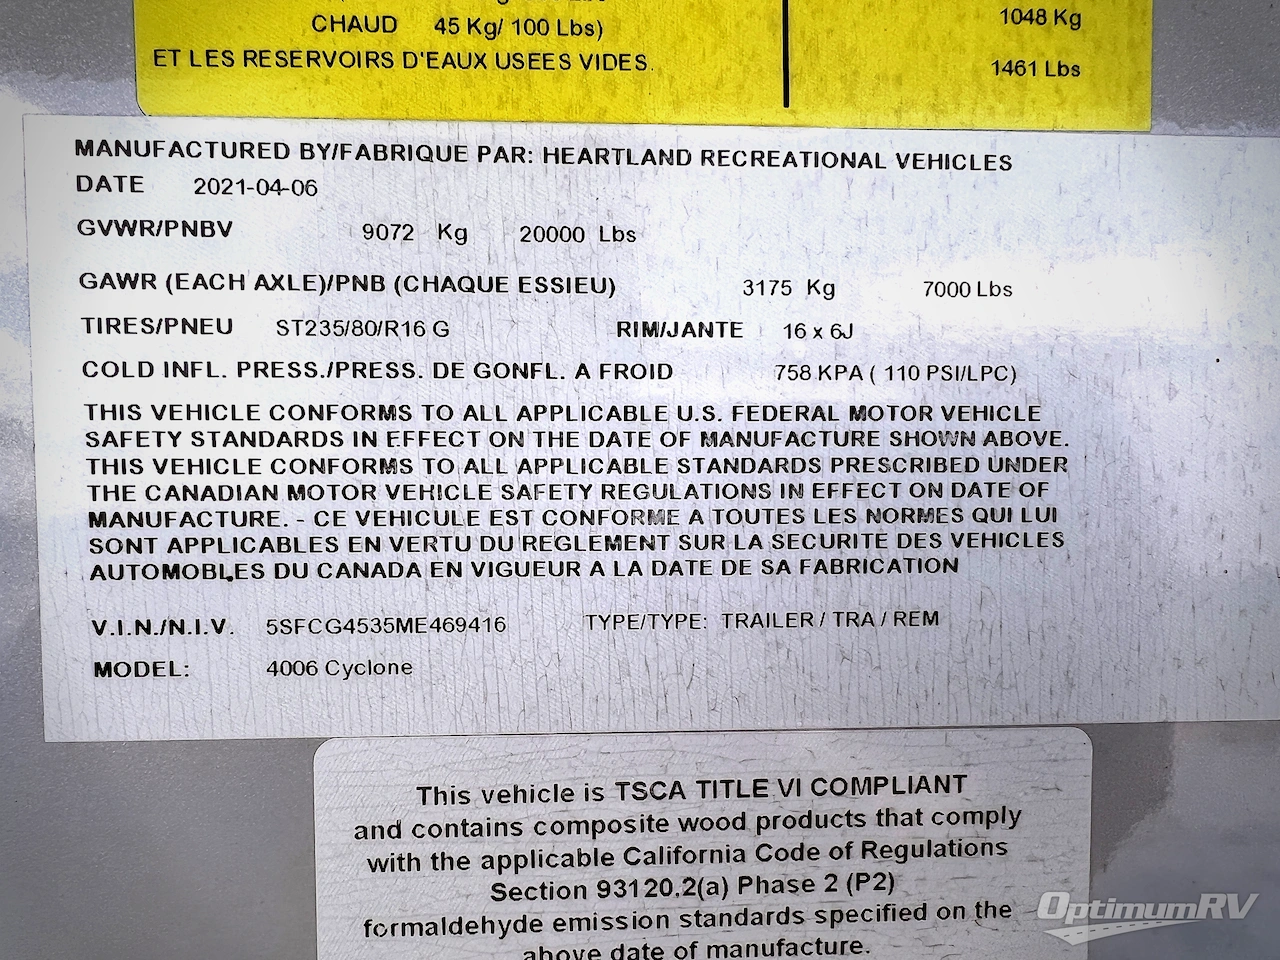 CHAUD 45 Kg/ 100 Lbs)
1048 Kg
ET LES RESERVOIRS D'EAUX USEES VIDES.
1461 Lbs
MANUFACTURED BY/FABRIQUE PAR: HEARTLAND RECREATIONAL VEHICLES
DATE 2021-04-06
GVWR/PNBV 9072 Kg 20000 Lbs
GAWR (EACH AXLE)/PNB (CHAQUE ESSIEU) 3175 Kg 7000 Lbs
TIRES/PNEU ST235/80/R16 G RIM/JANTE 16 x 6J
COLD INFL. PRESS./PRESS. DE GONFL. A FROID 758 KPA ( 110 PSI/LPC)
THIS VEHICLE CONFORMS TO ALL APPLICABLE U.S. FEDERAL MOTOR VEHICLE
SAFETY STANDARDS IN EFFECT ON THE DATE OF MANUFACTURE SHOWN ABOVE.
THIS VEHICLE CONFORMS TO ALL APPLICABLE STANDARDS PRESCRIBED UNDER
THE CANADIAN MOTOR VEHICLE SAFETY REGULATIONS IN EFFECT ON DATE OF
MANUFACTURE. - CE VEHICULE EST CONFORME A TOUTES LES NORMES QUI LUI
SONT APPLICABLES EN VERTU DU REGLEMENT SUR LA SECURITE DES VEHICLES
AUTOMOBLES DU CANADA EN VIGUEUR A LA DATE DE SA FABRICATION
V.I.N./N.I.V. 5SFCG4535ME469416 TYPE/TYPE: TRAILER / TRA / REM
MODEL: 4006 Cyclone
This vehicle is TSCA TITLE VI COMPLIANT
and contains composite wood products that comply
with the applicable California Code of Regulations
Section 93120.2(a) Phase 2 (P2)
formaldehyde emission standards specified on the
above date of manufacture.
OptimumRV